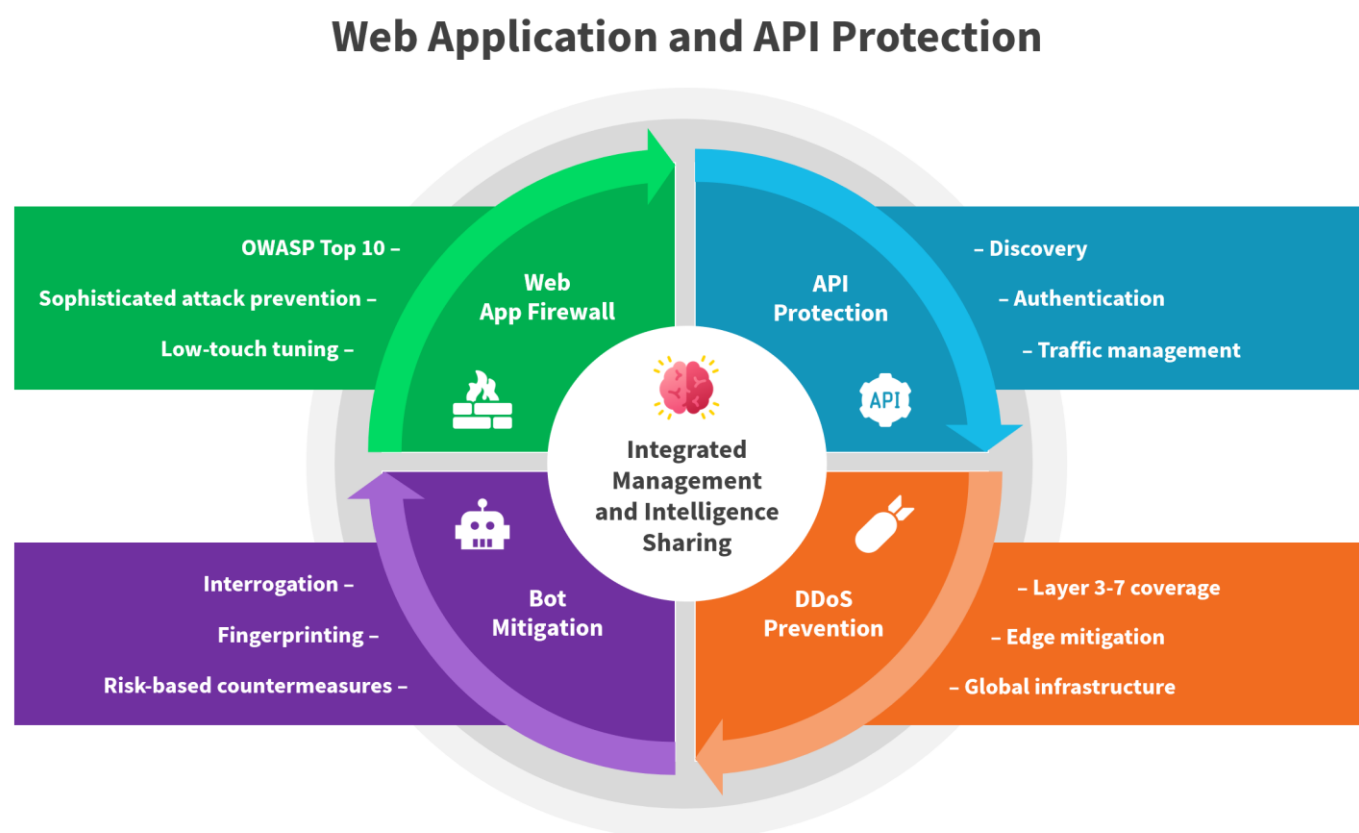 Web Application and API Protection
OWASP Top 10 –
Sophisticated attack prevention –
Low-touch tuning –
Web
App Firewall
API
Protection
– Discovery
– Authentication
– Traffic management
API
Integrated
Management
and Intelligence
Sharing
Interrogation –
Fingerprinting –
Risk-based countermeasures –
Bot
Mitigation
DDoS
Prevention
– Layer 3-7 coverage
– Edge mitigation
– Global infrastructure